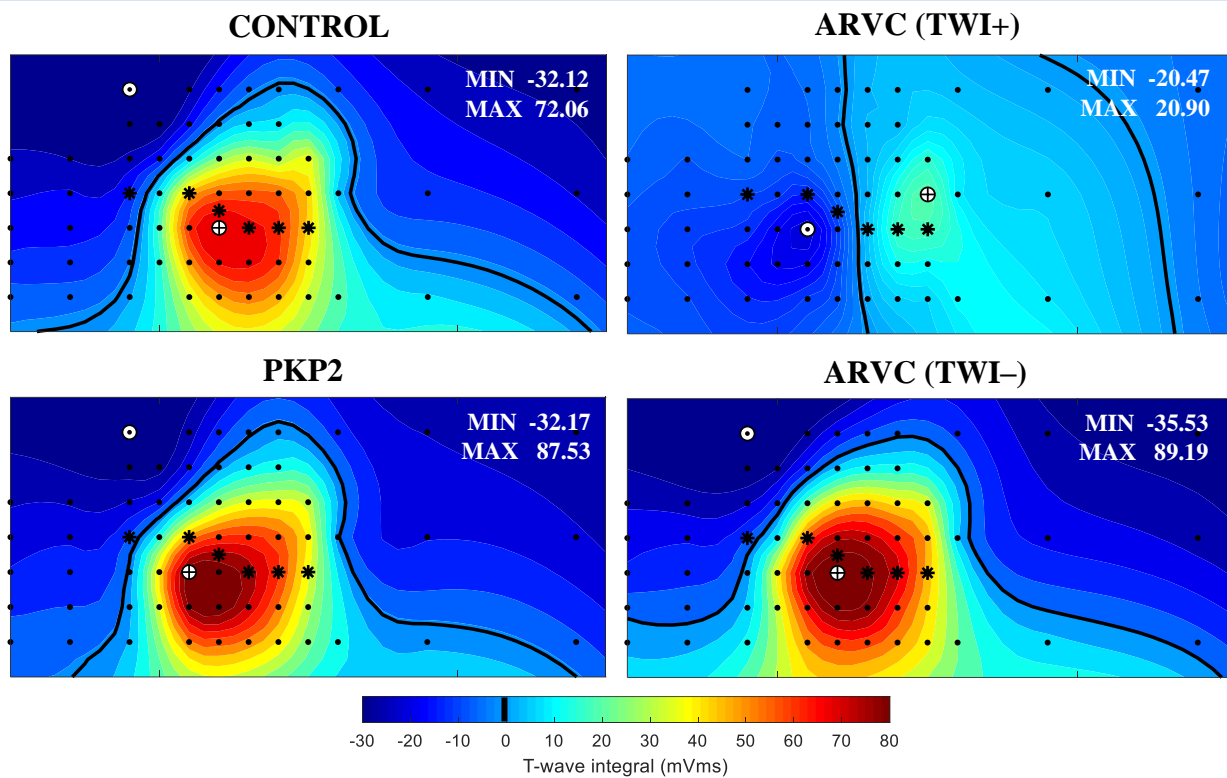 CONTROL
MIN -32.12
MAX 72.06
ARVC (TWI+)
MIN -20.47
MAX 20.90
PKP2
MIN -32.17
MAX 87.53
ARVC (TWI–)
MIN -35.53
MAX 89.19
-30 -20 -10 0 10 20 30 40 50 60 70 80
T-wave integral (mVms)